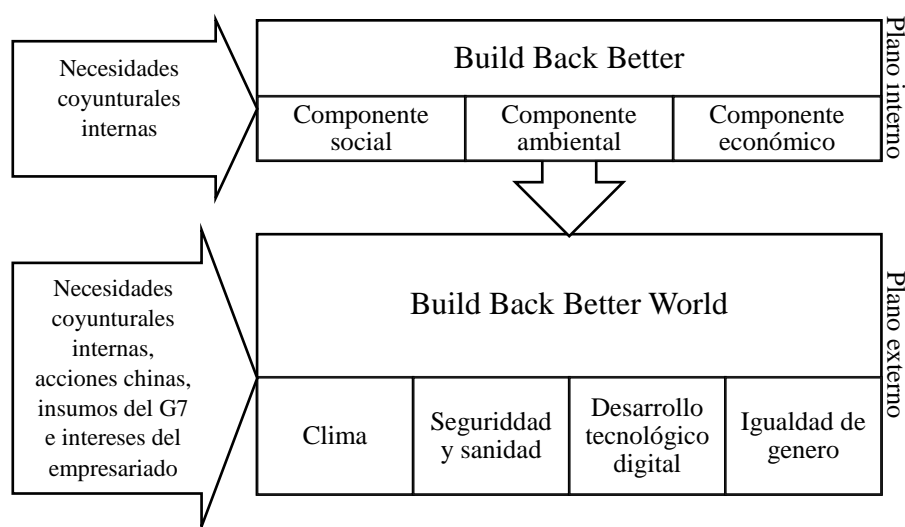 Necesidades
coyunturales
internas
Build Back Better
Componente
social
Componente
ambiental
Componente
económico
Plano interno
Necesidades
coyunturales
internas,
acciones chinas,
insumos del G7
e intereses del
empresariado
Build Back Better World
Clima
Seguriddad
y sanidad
Desarrollo
tecnológico
digital
Igualdad de
genero
Plano externo